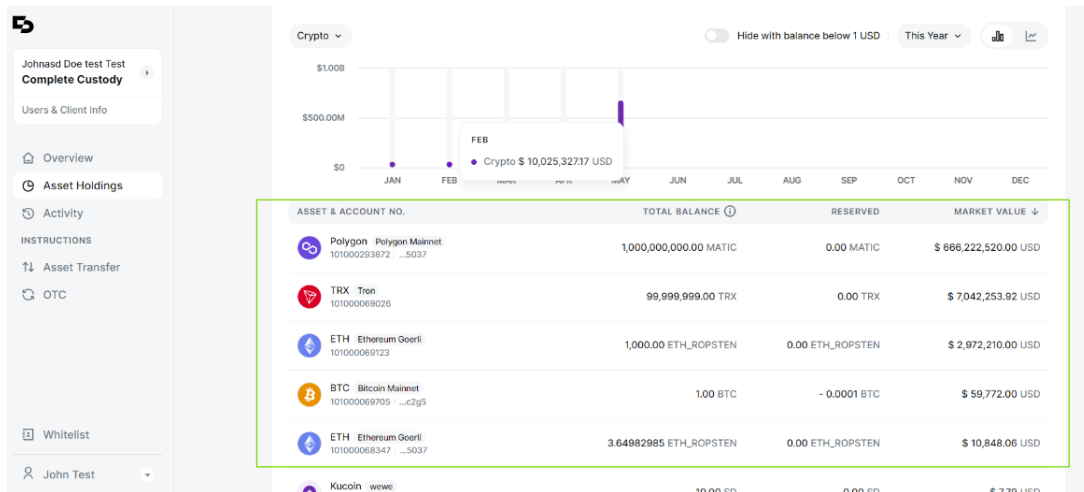 Johnasd Doe test Test
Complete Custody
Users & Client Info
Overview
Asset Holdings
Activity
INSTRUCTIONS
Asset Transfer
OTC
Whitelist
John Test
Crypto
Hide with balance below 1 USD
This Year
$1.00B
$500.00M
$0
FEB
Crypto $ 10,025,327.17 USD
JAN FEB MAR APR MAY JUN JUL AUG SEP OCT NOV DEC
ASSET & ACCOUNT NO. TOTAL BALANCE RESERVED MARKET VALUE ↓
Polygon Polygon Mainnet
101000293872 ...5037
1,000,000,000.00 MATIC 0.00 MATIC $ 666,222,520.00 USD
TRX Tron
101000069026
99,999,999.00 TRX 0.00 TRX $ 7,042,253.92 USD
ETH Ethereum Goerli
101000069123
1,000.00 ETH_ROPSTEN 0.00 ETH_ROPSTEN $ 2,972,210.00 USD
BTC Bitcoin Mainnet
101000069705 ...c2g5
1.00 BTC - 0.0001 BTC $ 59,772.00 USD
ETH Ethereum Goerli
101000068347 ...5037
3.64982985 ETH_ROPSTEN 0.00 ETH_ROPSTEN $ 10,848.06 USD
Kucoin wewe